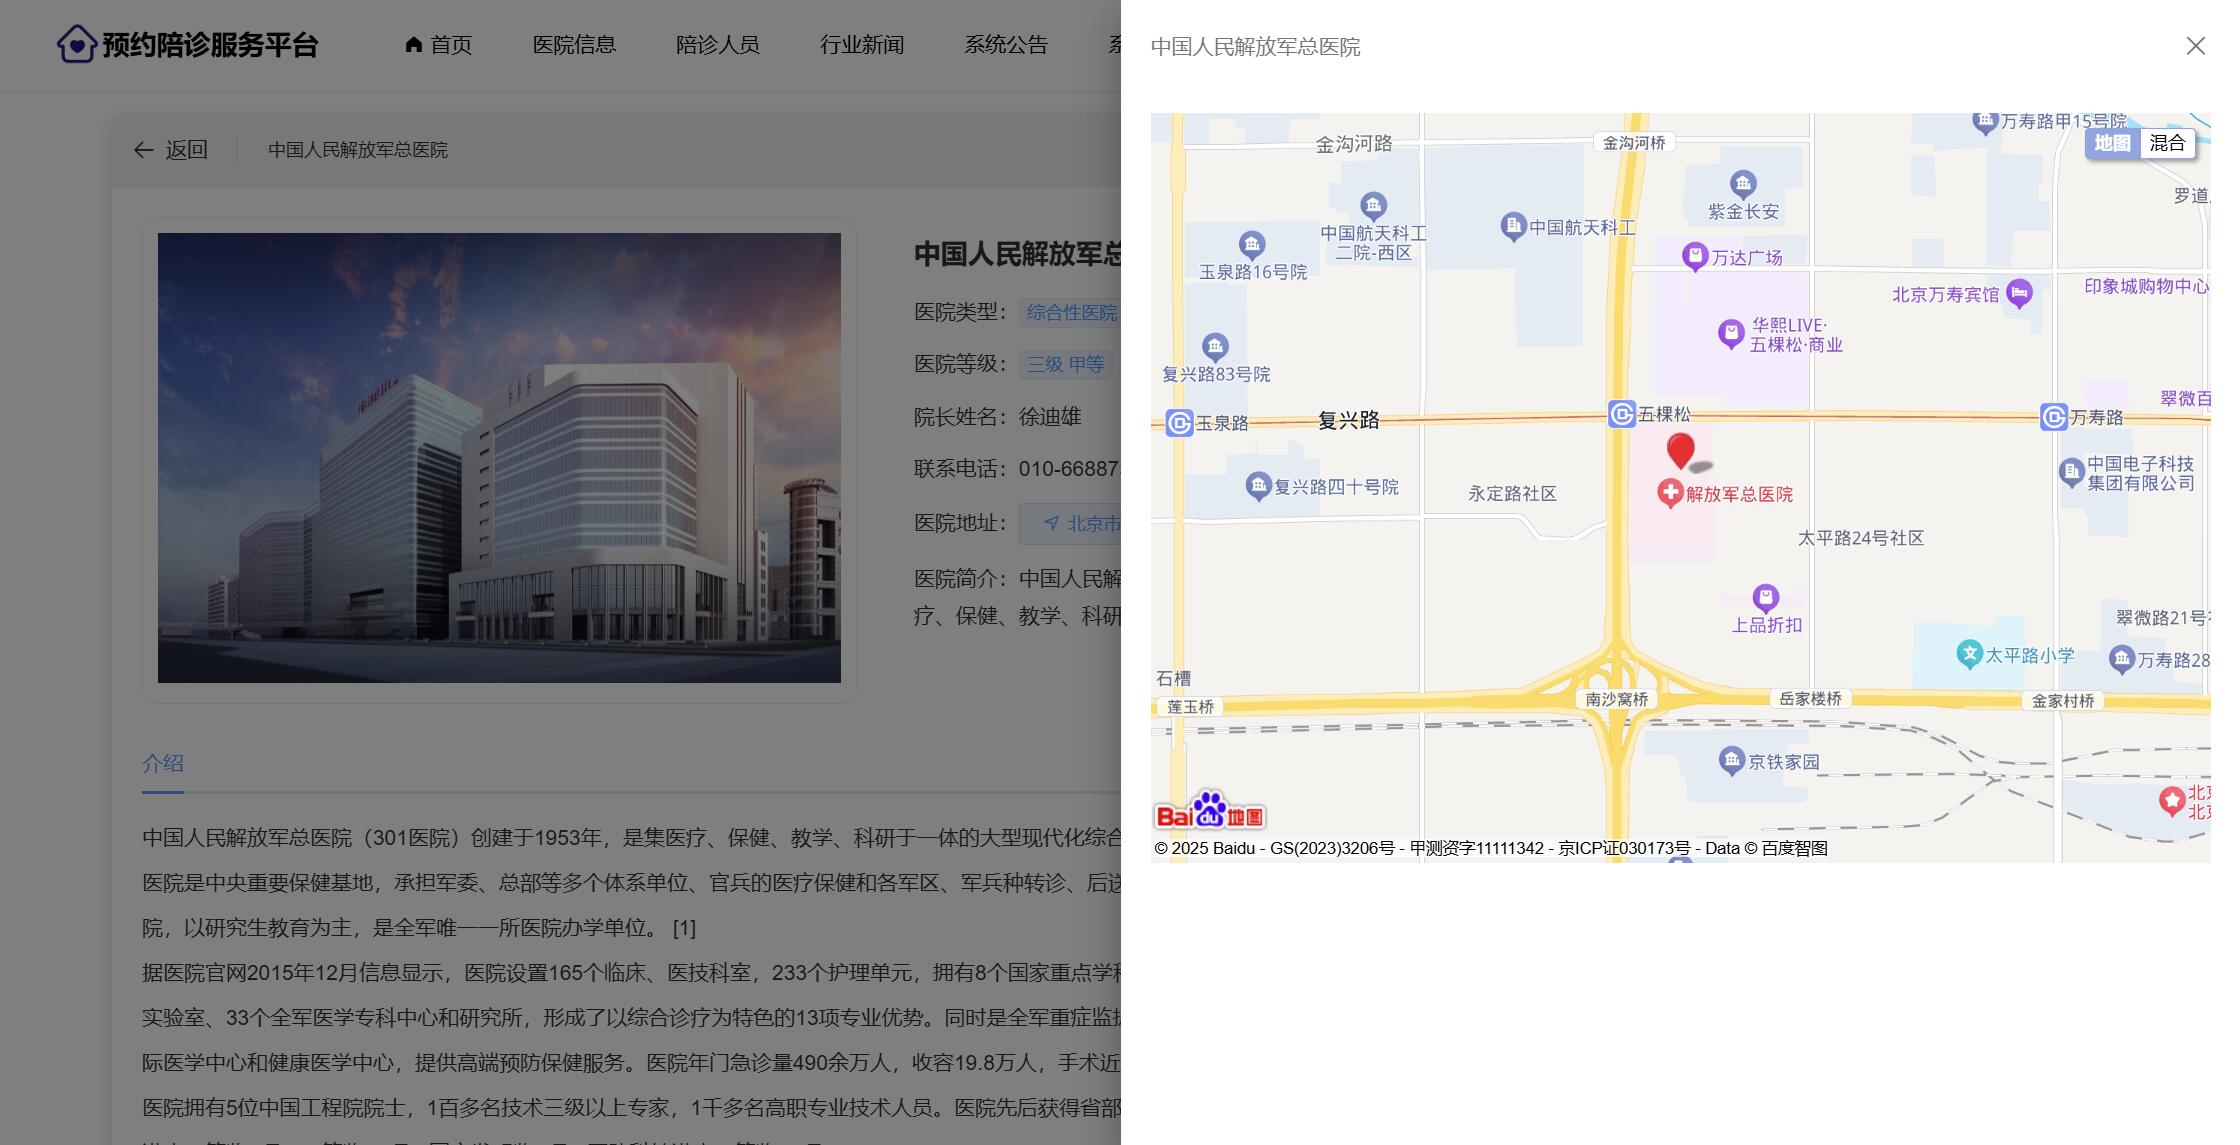 预约陪诊服务平台
首页
医院信息
陪诊人员
行业新闻
系统公告
返回
中国人民解放军总医院
中国人民解放军总
医院类型：
综合性医院
医院等级：
三级 甲等
院长姓名：徐迪雄
联系电话：010-66887
医院地址：
北京市
医院简介：中国人民解
疗、保健、教学、科研
介绍
中国人民解放军总医院（301医院）创建于1953年，是集医疗、保健、教学、科研于一体的大型现代化综合
医院是中央重要保健基地，承担军委、总部等多个体系单位、官兵的医疗保健和各军区、军兵种转诊、后送
院，以研究生教育为主，是全军唯一一所医院办学单位。 [1]
据医院官网2015年12月信息显示，医院设置165个临床、医技科室，233个护理单元，拥有8个国家重点学科
实验室、33个全军医学专科中心和研究所，形成了以综合诊疗为特色的13项专业优势。同时是全军重症监护
际医学中心和健康医学中心，提供高端预防保健服务。医院年门急诊量490余万人，收容19.8万人，手术近
医院拥有5位中国工程院院士，1百多名技术三级以上专家，1千多名高职专业技术人员。医院先后获得省部
中国人民解放军总医院
万寿路甲15号院
金沟河路
金沟河桥
地图
混合
紫金长安
罗道
中国航天科工
二院-西区
中国航天科工
玉泉路16号院
万达广场
北京万寿宾馆
印象城购物中心
华熙LIVE·
五棵松·商业
复兴路83号院
翠微百
玉泉路
复兴路
五棵松
万寿路
中国电子科技
集团有限公司
复兴路四十号院
永定路社区
解放军总医院
太平路24号社区
上品折扣
翠微路21号
太平路小学
万寿路28
石槽
莲玉桥
南沙窝桥
岳家楼桥
金家村桥
京铁家园
Bai du 地图
© 2025 Baidu - GS(2023)3206号 - 甲测资字11111342 - 京ICP证030173号 - Data © 百度智图